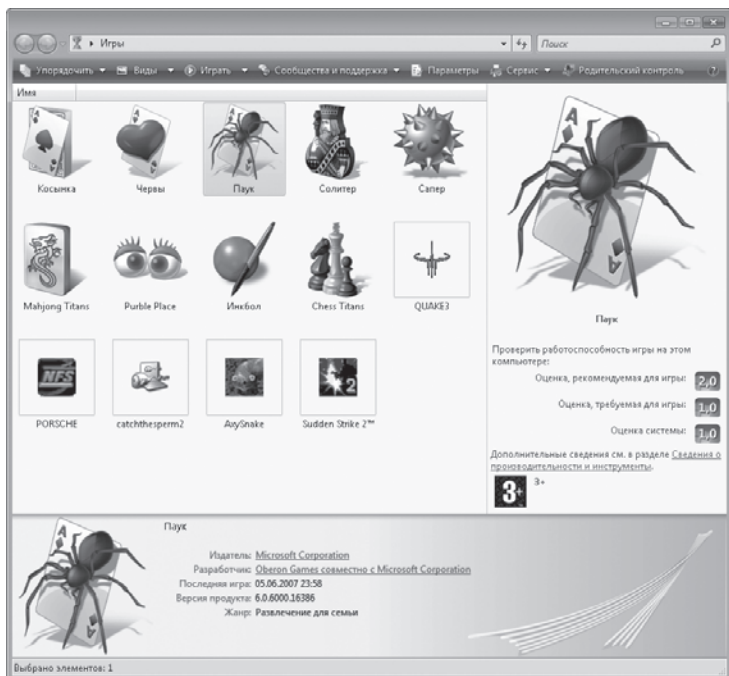 Игры
Поиск
Упорядочить Виды Играть Сообщества и поддержка Параметры Сервис Родительский контроль ?
Имя
Косынка Червы Паук Солитер Сапер
Mahjong Titans Purble Place Инкбол Chess Titans QUAKE3
NFS 2
PORSCHE catchthesperm2 AxySnake Sudden Strike 2™
Паук
Проверить работоспособность игры на этом
компьютере:
Оценка, рекомендуемая для игры: 2,0
Оценка, требуемая для игры: 1,0
Оценка системы: 1,0
Дополнительные сведения см. в разделе Сведения о
производительности и инструменты.
3+ 3+
Паук
Издатель: Microsoft Corporation
Разработчик: Oberon Games совместно с Microsoft Corporation
Последняя игра: 05.06.2007 23:58
Версия продукта: 6.0.6000.16386
Жанр: Развлечение для семьи
Выбрано элементов: 1